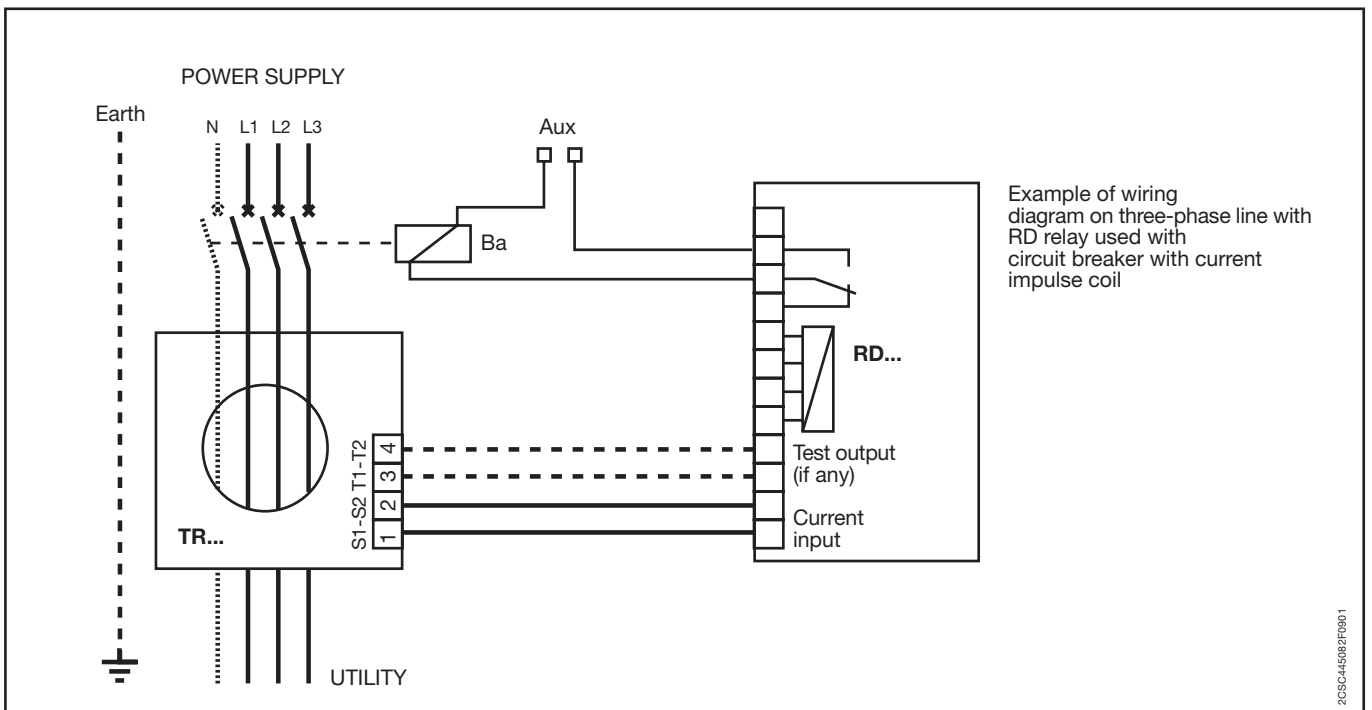 POWER SUPPLY
Earth
N L1 L2 L3
Aux
Ba
Example of wiring
diagram on three-phase line with
RD relay used with
circuit breaker with current
impulse coil
RD...
TR...
S1-S2 T1-T2
1 2 3 4
Test output
(if any)
Current
input
UTILITY
2CSC445082F0901